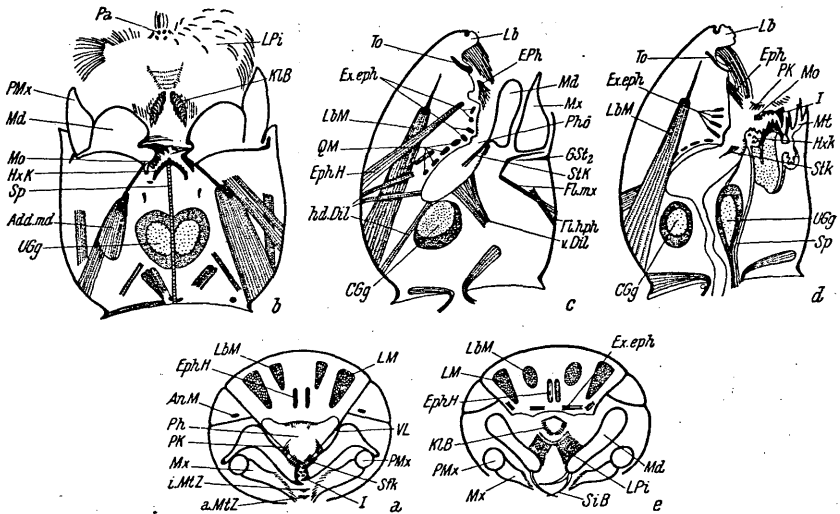 Pa
LPi
KlB
PMx
Md
Mo
HxK
Sp
Add.md
UGg
b
Lb
To
EPh
Ex.eph
Md
LbM
Mx
QM
Phö
GSt2
EphH
StK
Fl.mx
hd.Dil
Fl.hph
v.Dil
CGg
c
Lb
To
Eph
PK
Mo
Ex.eph
I
LbM
Mt
Hxk
Stk
UGg
Sp
CGg
d
LbM
EphH
LM
An.M
Ph
VL
PK
Mx
PMx
Stk
i.MtZ
I
a.MtZ
a
LbM
Ex.eph
LM
EphH
KlB
PMx
Md
Mx
LPi
SiB
e